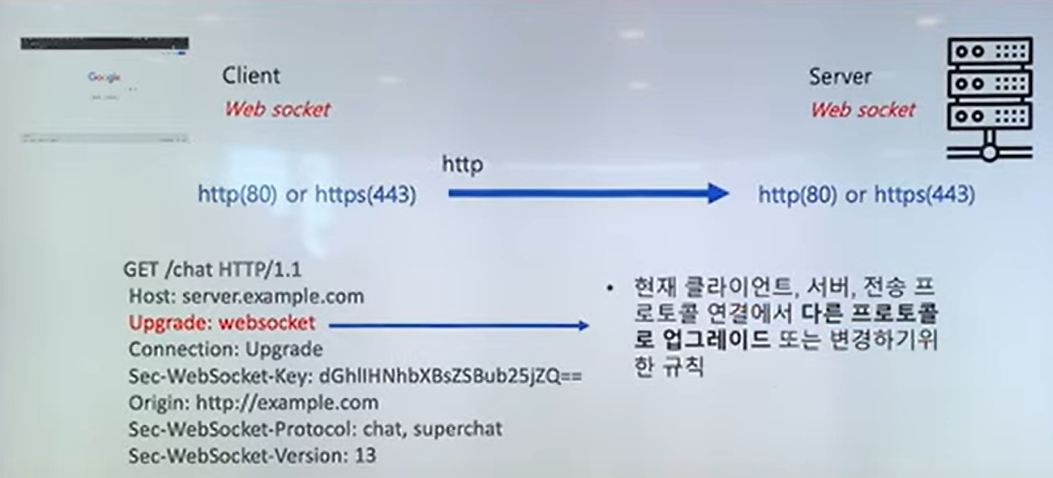 Google
Client
Web socket
Server
Web socket
http
http(80) or https(443)
http(80) or https(443)
GET /chat HTTP/1.1
Host: server.example.com
Upgrade: websocket
Connection: Upgrade
Sec-WebSocket-Key: dGhlIHNhbXBsZSBub25jZQ==
Origin: http://example.com
Sec-WebSocket-Protocol: chat, superchat
Sec-WebSocket-Version: 13
• 현재 클라이언트, 서버, 전송 프
로토콜 연결에서 다른 프로토콜
로 업그레이드 또는 변경하기위
한 규칙